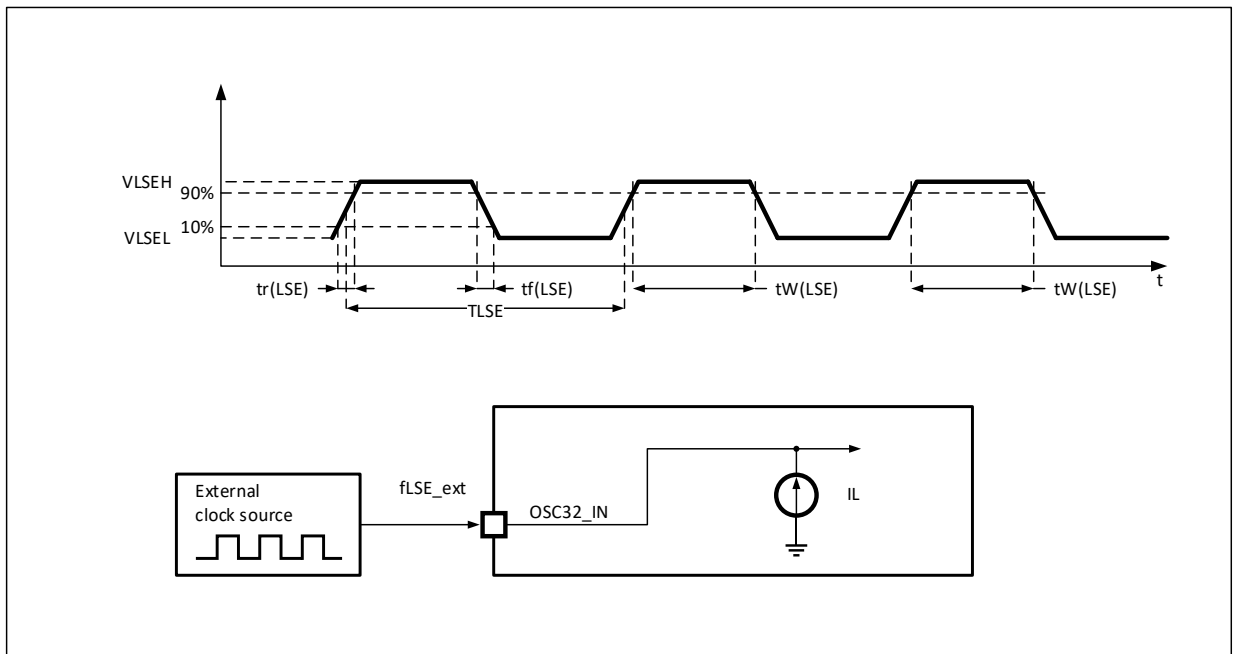 VLSEH
90%
10%
VLSEL
tr(LSE)
tf(LSE)
tW(LSE)
tW(LSE)
t
TLSE
External
clock source
fLSE_ext
OSC32_IN
IL